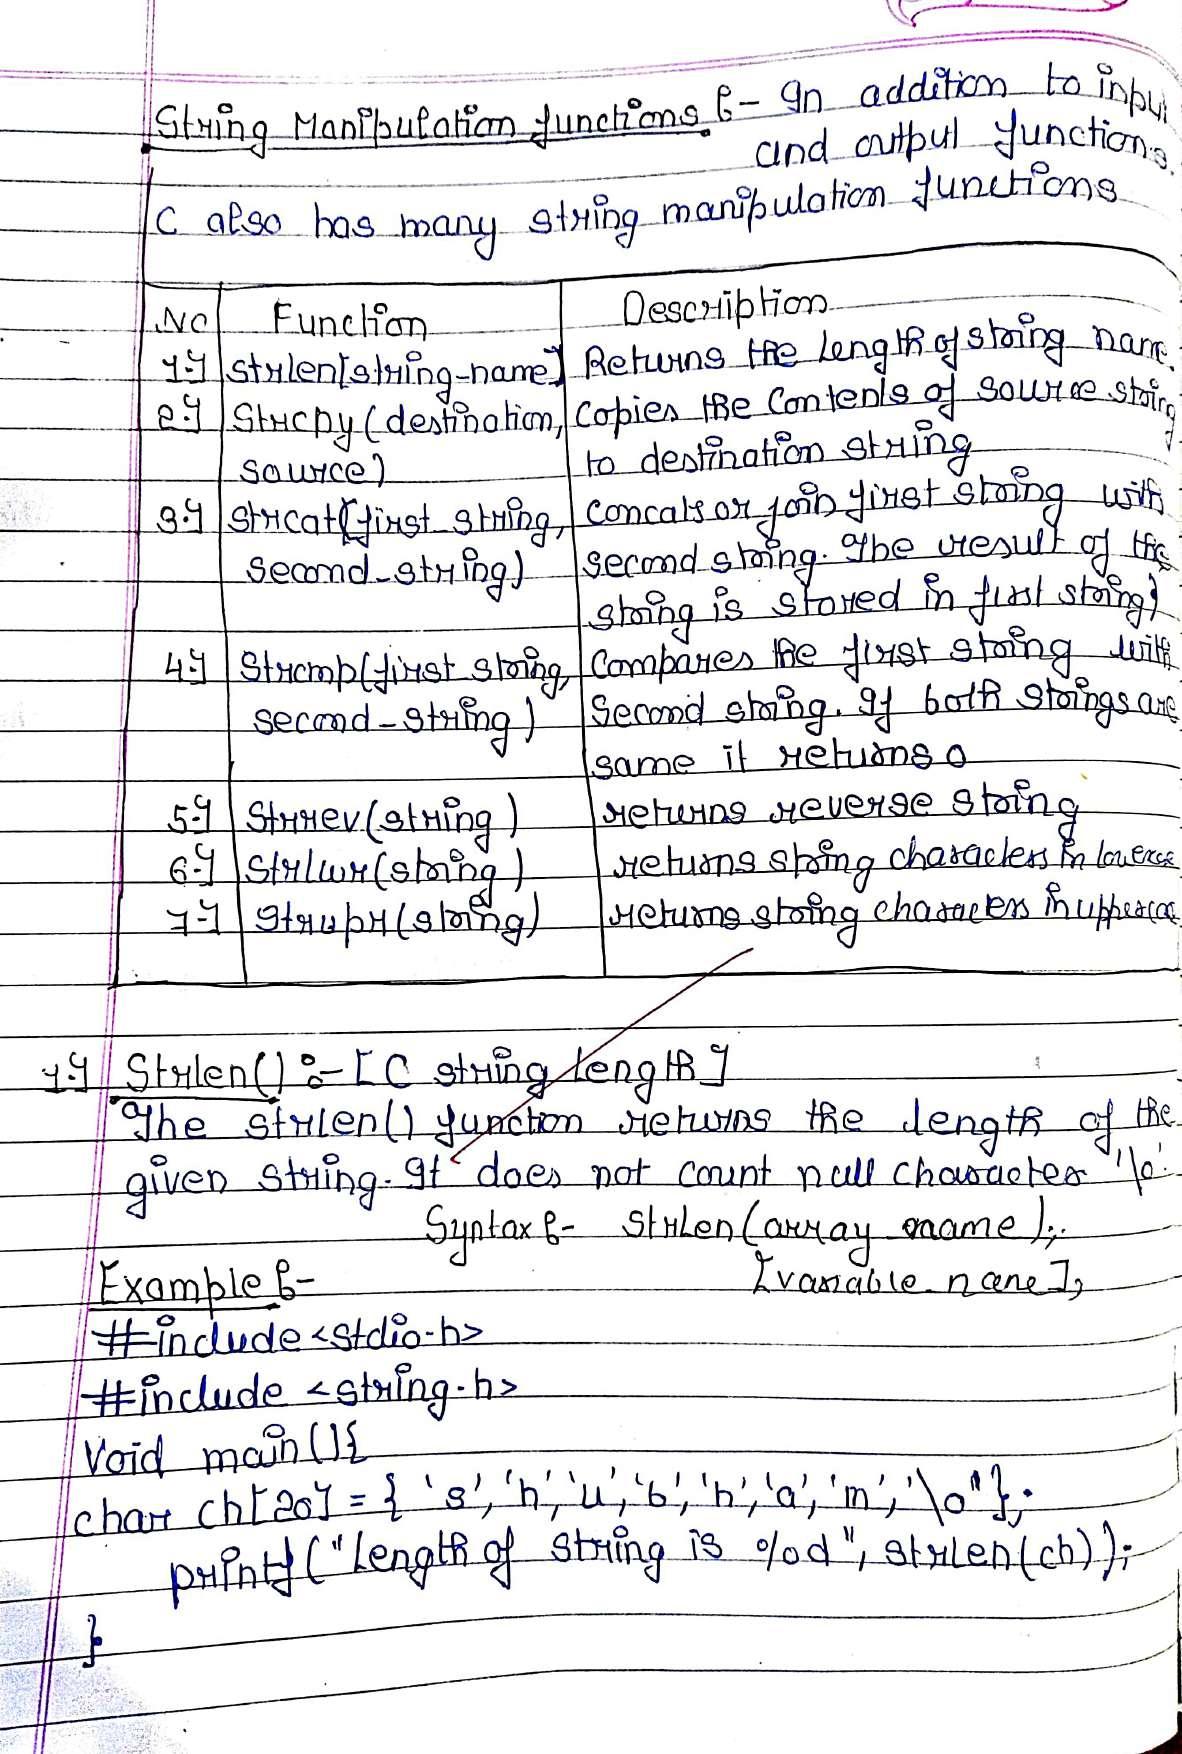 String Manipulation functions :- In addition to input
and output functions.
C also has many string manipulation functions
No Function Description
1.] strlen[string-name] Returns the length of string name.
2.] Strcpy(destination, Copies the Contents of source string
source) to destination string
3.] strcat[first string, Concats or join first string with
second-string) second string. The result of the
string is stored in first string)
4.] Strcmp(first string, Compares the first string with
second-string) Second string. If both strings are
same it returns 0
5.] Strrev(string) returns reverse string
6.] Strlwr(string) returns string characters in
7.] Strupr(string) returns string characters in
1.] Strlen() :- [C string length]
The strlen() function returns the length of the
given string. It does not count null character '\0'
Syntax :- strlen(array name);
[variable name];
Example :-
#include <stdio.h>
#include <string.h>
Void main(){
char ch[20] = { 's', 'h', 'u', 'b', 'h', 'a', 'm', '\0"};
printf("Length of string is %d", strlen(ch));
}